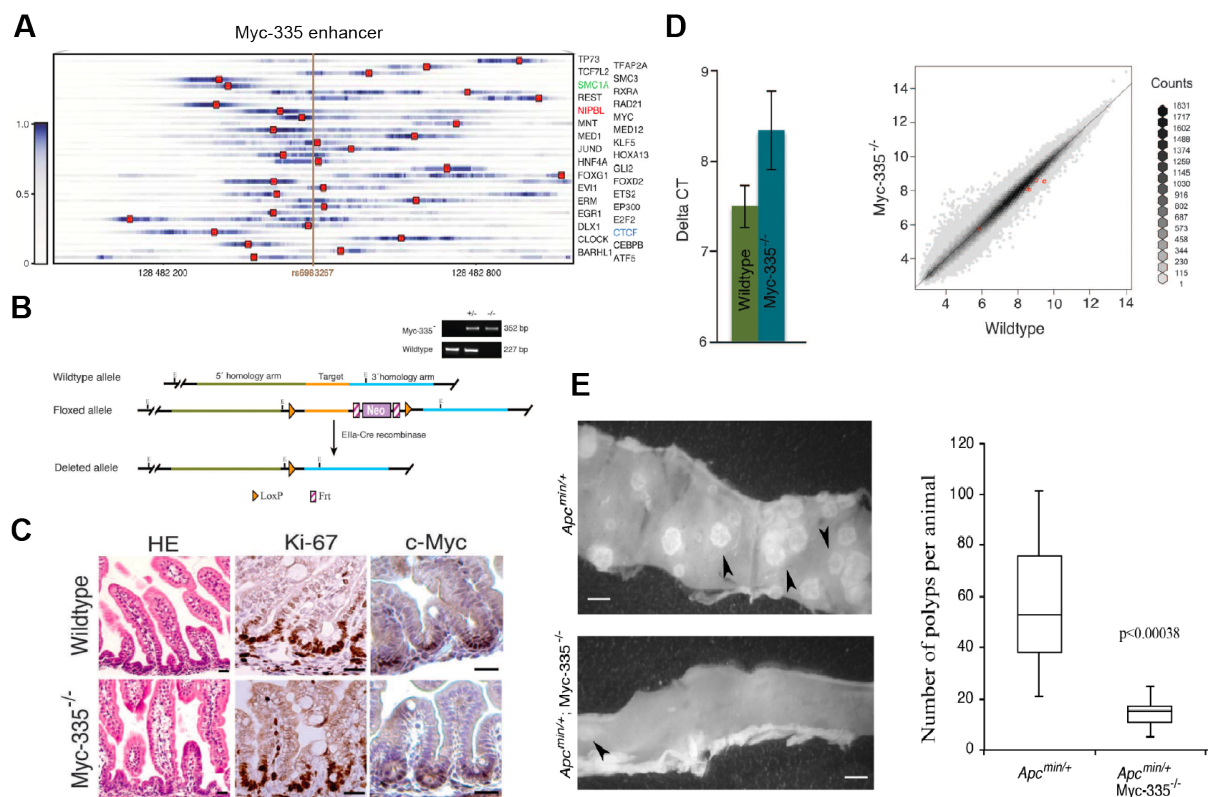 A
Myc-335 enhancer
1.0
0.5
0
TP73
TFAP2A
TCF7L2
SMC3
SMC1A
RXRA
REST
RAD21
NIPBL
MYC
MNT
MED12
MED1
KLF5
JUND
HOXA13
HNF4A
GLI2
FOXG1
FOXD2
EVI1
ETS2
ERM
EP300
EGR1
E2F2
DLX1
CTCF
CLOCK
CEBPB
BARHL1
ATF5
128 482 200
rs6983267
128 482 800
B
+/-
-/-
Myc-335-
352 bp
Wildtype
227 bp
Wildtype allele
E
5´ homology arm
Target
E
3´homology arm
Floxed allele
E
E
Neo
E
EIIa-Cre recombinase
Deleted allele
E
E
E
LoxP
Frt
C
HE
Ki-67
c-Myc
Wildtype
Myc-335-/-
D
Delta CT
9
8
7
6
Wildtype
Myc-335-/-
Myc-335-/-
14
12
10
8
6
4
4
6
8
10
12
14
Wildtype
Counts
1831
1717
1602
1488
1374
1259
1145
1030
916
802
687
573
458
344
230
115
1
E
Apcmin/+
Apcmin/+; Myc-335-/-
Number of polyps per animal
120
100
80
60
40
20
0
p<0.00038
Apcmin/+
Apcmin/+
Myc-335-/-